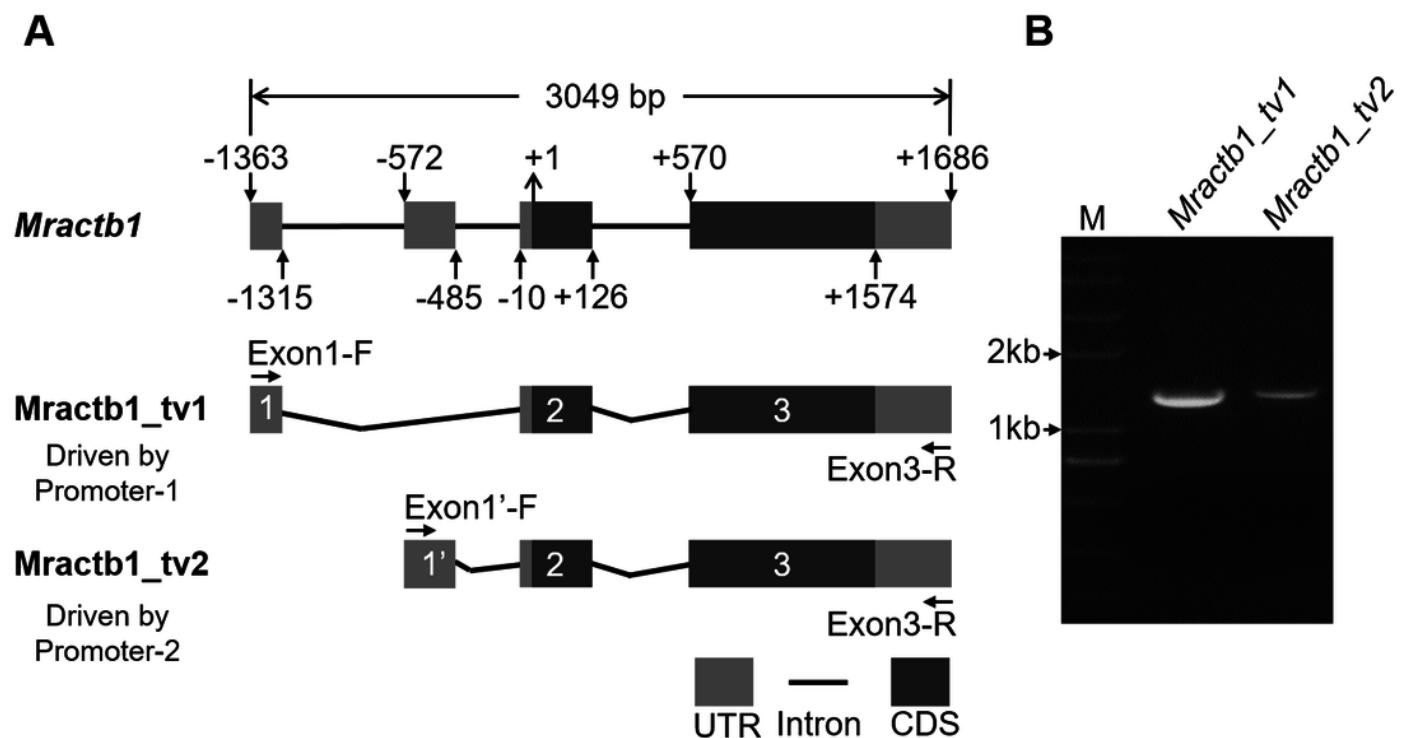 A
3049 bp
-1363 -572 +1 +570 +1686
Mractb1
-1315 -485 -10 +126 +1574
Exon1-F
Mractb1_tv1
1 2 3
Driven by
Promoter-1
Exon3-R
Exon1’-F
Mractb1_tv2
1’ 2 3
Driven by
Promoter-2
Exon3-R
UTR Intron CDS
B
M Mractb1_tv1 Mractb1_tv2
2kb
1kb